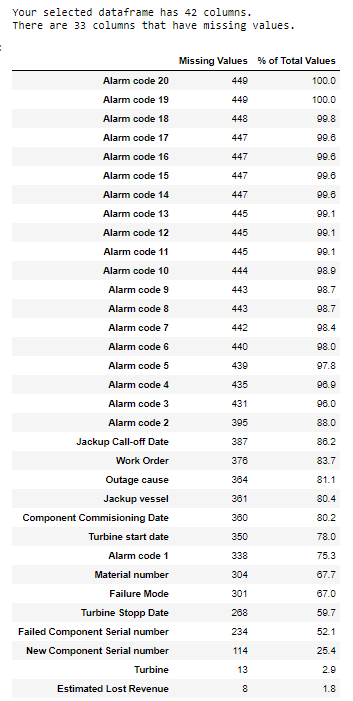 Your selected dataframe has 42 columns.
There are 33 columns that have missing values.
Missing Values % of Total Values
Alarm code 20 449 100.0
Alarm code 19 449 100.0
Alarm code 18 448 99.8
Alarm code 17 447 99.6
Alarm code 16 447 99.6
Alarm code 15 447 99.6
Alarm code 14 447 99.6
Alarm code 13 445 99.1
Alarm code 12 445 99.1
Alarm code 11 445 99.1
Alarm code 10 444 98.9
Alarm code 9 443 98.7
Alarm code 8 443 98.7
Alarm code 7 442 98.4
Alarm code 6 440 98.0
Alarm code 5 439 97.8
Alarm code 4 435 96.9
Alarm code 3 431 96.0
Alarm code 2 395 88.0
Jackup Call-off Date 387 86.2
Work Order 376 83.7
Outage cause 364 81.1
Jackup vessel 361 80.4
Component Commisioning Date 360 80.2
Turbine start date 350 78.0
Alarm code 1 338 75.3
Material number 304 67.7
Failure Mode 301 67.0
Turbine Stopp Date 268 59.7
Failed Component Serial number 234 52.1
New Component Serial number 114 25.4
Turbine 13 2.9
Estimated Lost Revenue 8 1.8